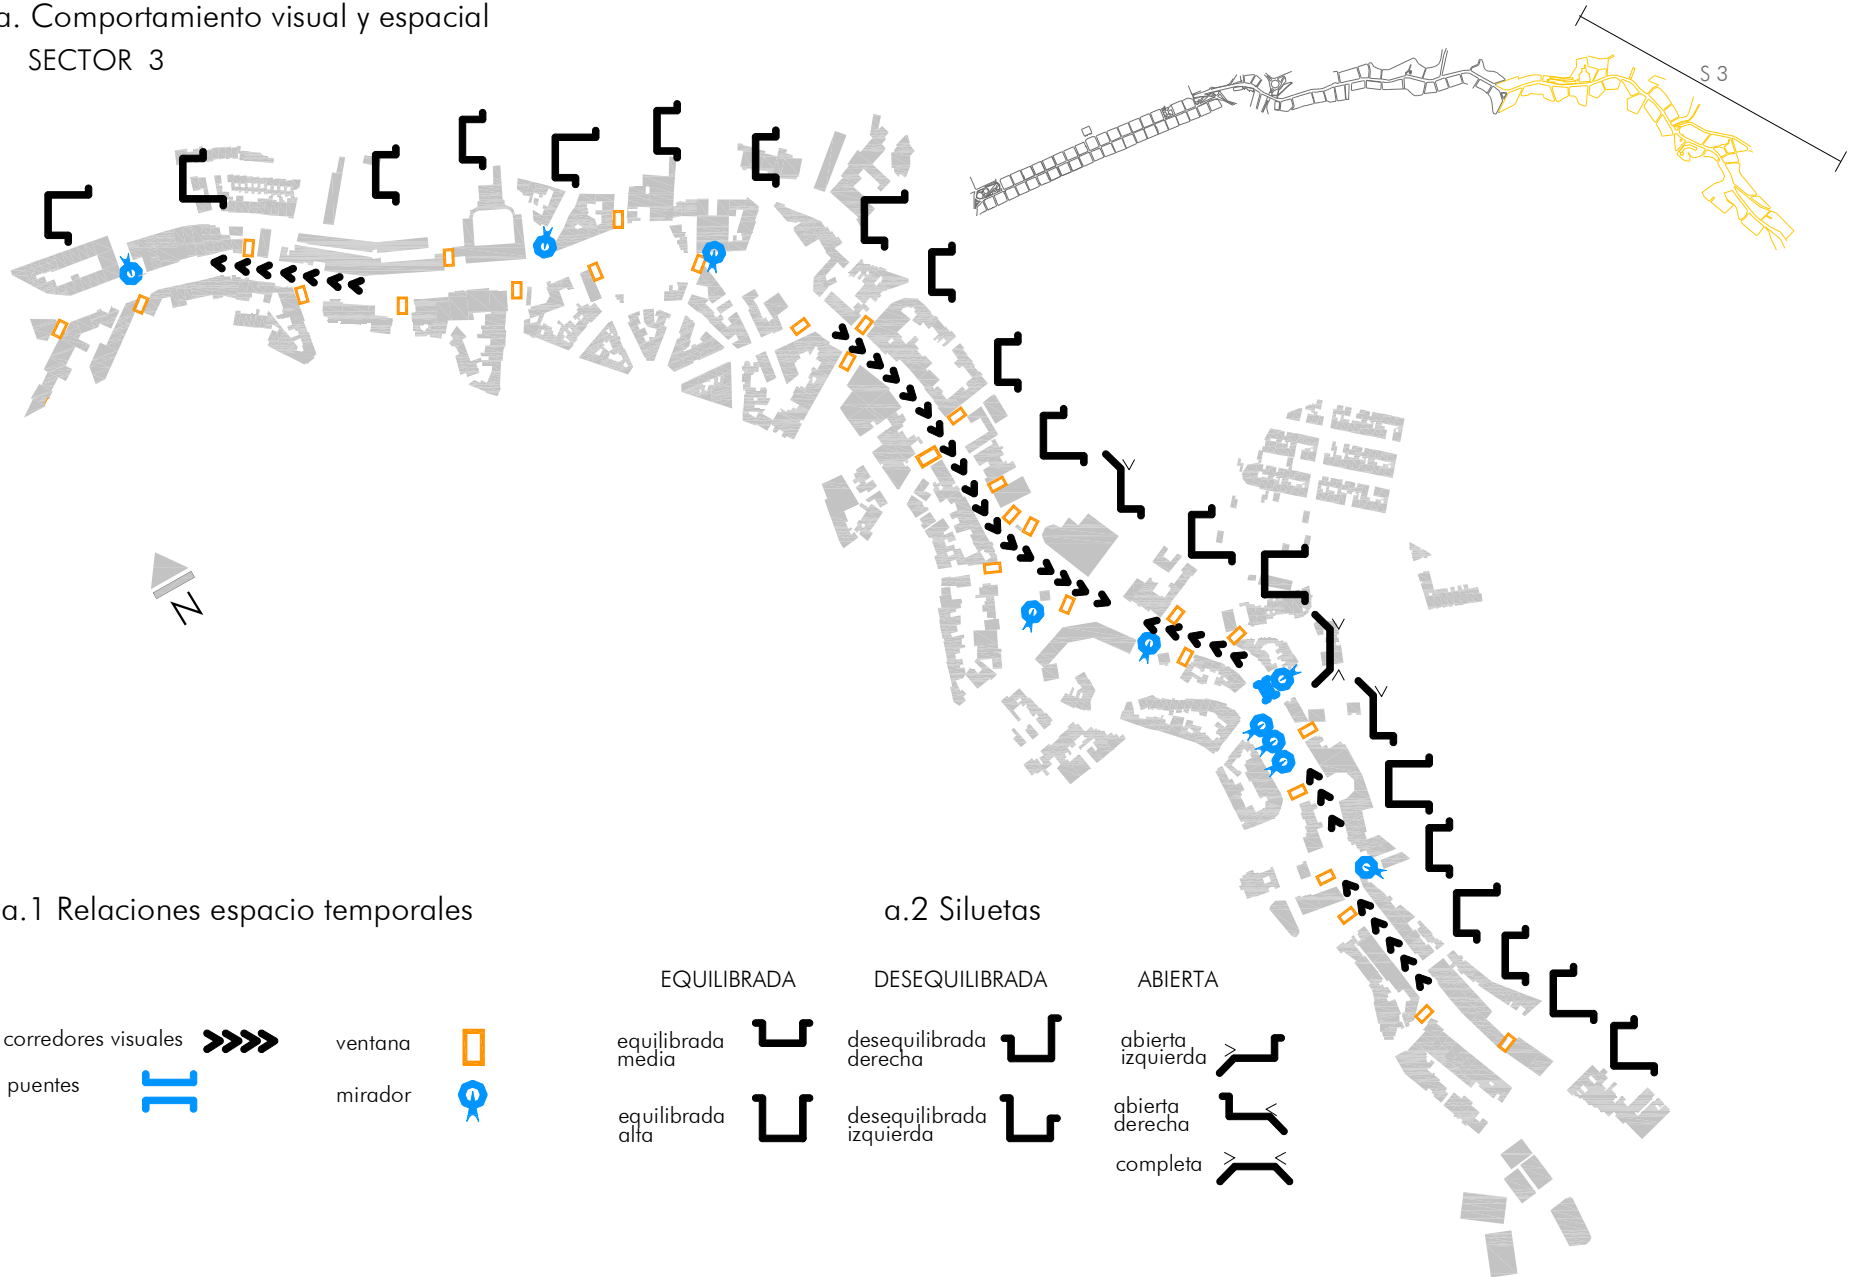 a. Comportamiento visual y espacial
SECTOR 3
S 3
N
a.1 Relaciones espacio temporales
corredores visuales
ventana
puentes
mirador
a.2 Siluetas
EQUILIBRADA
DESEQUILIBRADA
ABIERTA
equilibrada
media
desequilibrada
derecha
abierta
izquierda
equilibrada
alta
desequilibrada
izquierda
abierta
derecha
completa